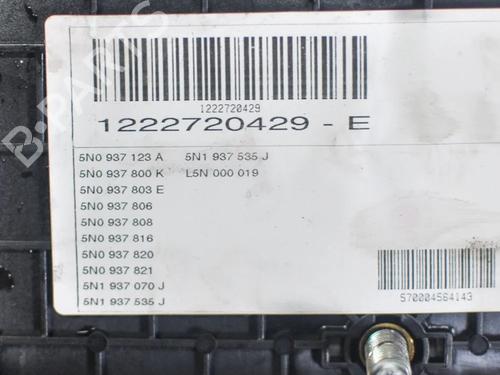 1222720429
1222720429 - E
5N0 937 123 A 5N1 937 535 J
5N0 937 800 K L5N 000 019
5N0 937 803 E
5N0 937 806
5N0 937 808
5N0 937 816
5N0 937 820
5N0 937 821
5N1 937 070 J
5N1 937 535 J
570004564143
B-PARTS